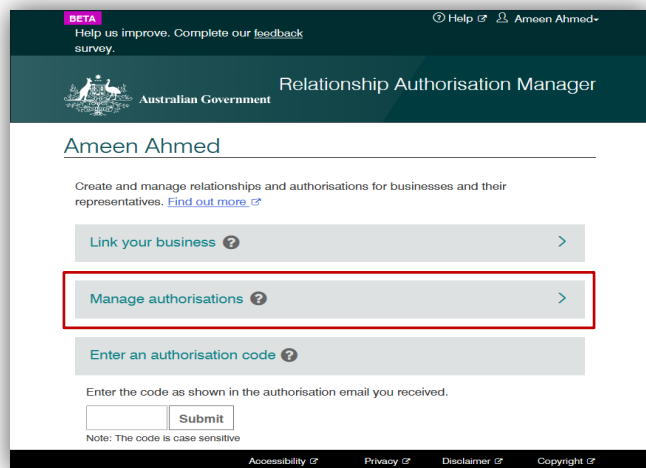 BETA
Help us improve. Complete our feedback
survey.
Help
Ameen Ahmed
Australian Government
Relationship Authorisation Manager
Ameen Ahmed
Create and manage relationships and authorisations for businesses and their
representatives. Find out more
Link your business ?
Manage authorisations ?
Enter an authorisation code ?
Enter the code as shown in the authorisation email you received.
Submit
Note: The code is case sensitive
Accessibility Privacy Disclaimer Copyright